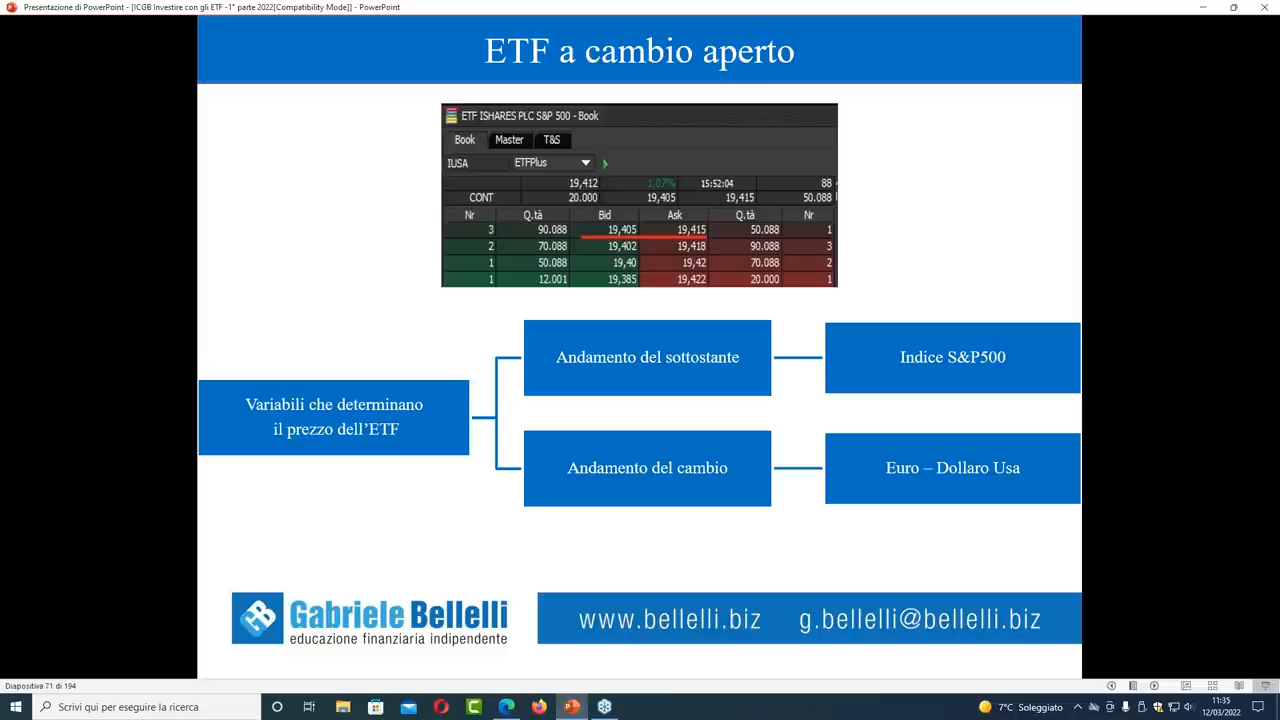 Presentazione di PowerPoint - [ICGB Investire con gli ETF -1° parte 2022[Compatibility Mode]] - PowerPoint
ETF a cambio aperto
ETF ISHARES PLC S&P 500 - Book
Book Master T&S
IUSA ETFPlus
19,412 1,07% 15:52:04 88
CONT 20.000 19,405 19,415 50.088
Nr Q.tà Bid Ask Q.tà Nr
3 90.088 19,405 19,415 50.088 1
2 70.088 19,402 19,418 90.088 3
1 50.088 19,40 19,42 70.088 2
1 12.001 19,385 19,422 20.000 1
Variabili che determinano
il prezzo dell'ETF
Andamento del sottostante
Indice S&P500
Andamento del cambio
Euro – Dollaro Usa
Gabriele Bellelli
educazione finanziaria indipendente
www.bellelli.biz g.bellelli@bellelli.biz
Diapositiva 71 di 194
Scrivi qui per eseguire la ricerca
7°C Soleggiato
11:35
12/03/2022